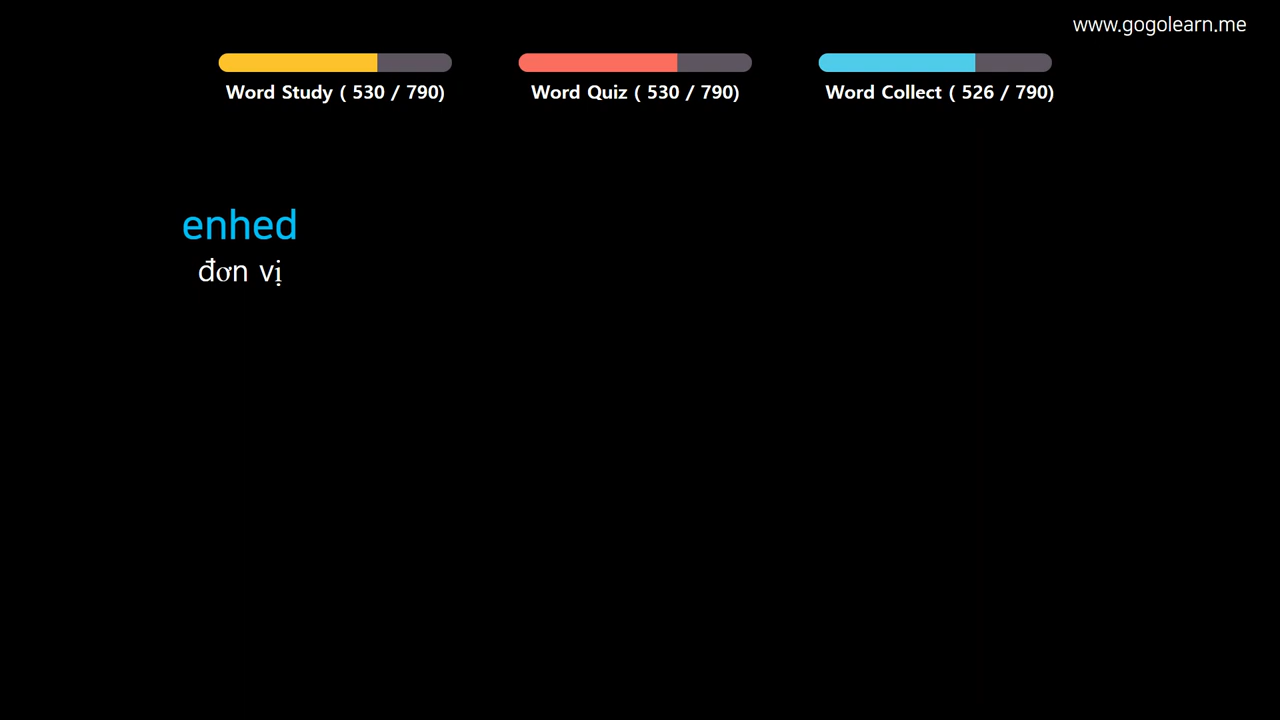 www.gogolearn.me
Word Study ( 530 / 790)
Word Quiz ( 530 / 790)
Word Collect ( 526 / 790)
enhed
đơn vị